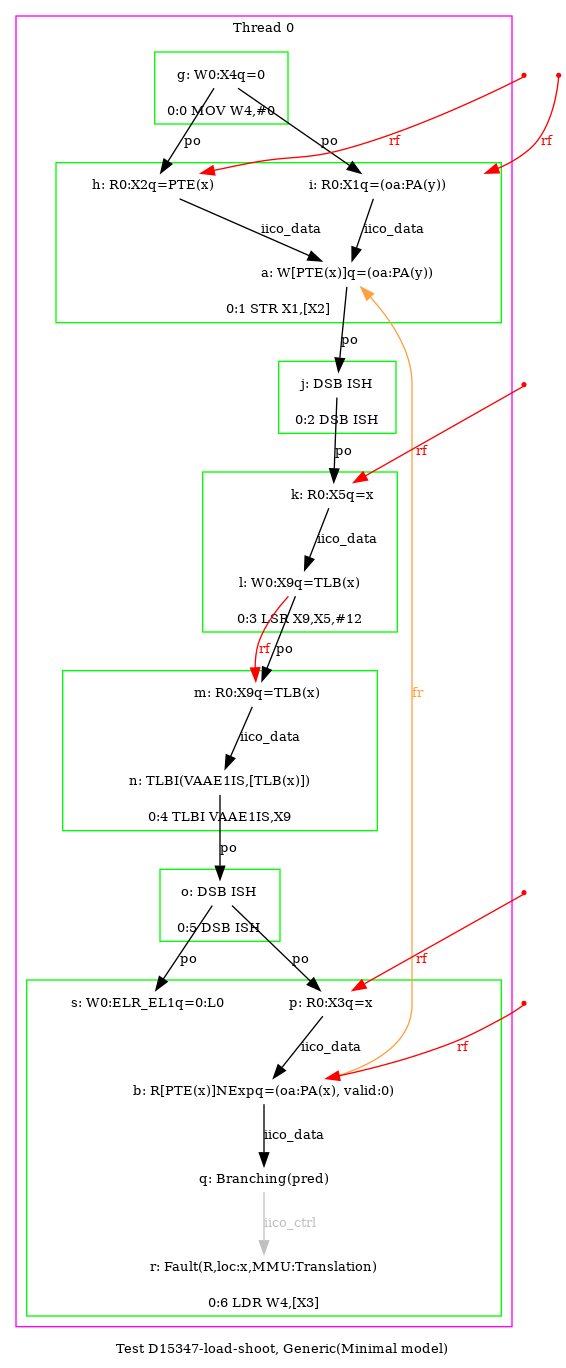 Thread 0
g: W0:X4q=0
0:0 MOV W4,#0
po
po
rf
rf
h: R0:X2q=PTE(x)
i: R0:X1q=(oa:PA(y))
iico_data
iico_data
a: W[PTE(x)]q=(oa:PA(y))
0:1 STR X1,[X2]
po
j: DSB ISH
0:2 DSB ISH
po
rf
k: R0:X5q=x
iico_data
l: W0:X9q=TLB(x)
0:3 LSR X9,X5,#12
rf
po
m: R0:X9q=TLB(x)
fr
iico_data
n: TLBI(VAAE1IS,[TLB(x)])
0:4 TLBI VAAE1IS,X9
po
o: DSB ISH
0:5 DSB ISH
po
po
rf
s: W0:ELR_EL1q=0:L0
p: R0:X3q=x
iico_data
rf
b: R[PTE(x)]NExpq=(oa:PA(x), valid:0)
iico_data
q: Branching(pred)
iico_ctrl
r: Fault(R,loc:x,MMU:Translation)
0:6 LDR W4,[X3]
Test D15347-load-shoot, Generic(Minimal model)